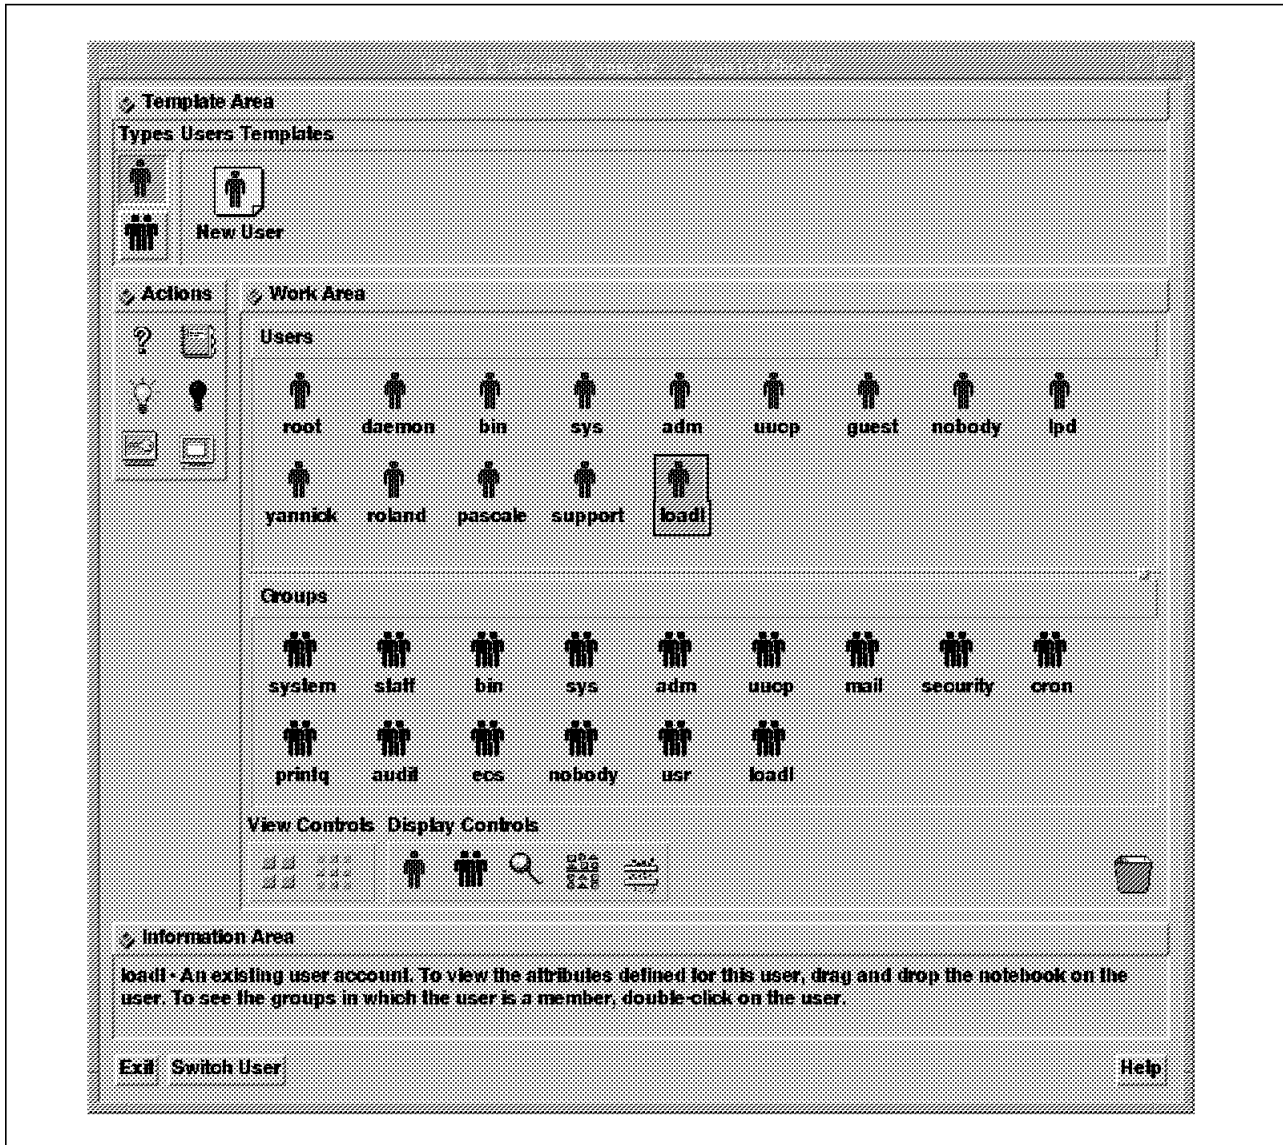 Template Area
Types Users Templates
New User
Actions
Work Area
Users
root daemon bin sys adm uucp guest nobody lpd
yannick roland pascale support loadl
Groups
system staff bin sys adm uucp mail security cron
printq audit ecs nobody usr loadl
View Controls Display Controls
Information Area
loadl - An existing user account. To view the attributes defined for this user, drag and drop the notebook on the
user. To see the groups in which the user is a member, double-click on the user.
Exit Switch User Help